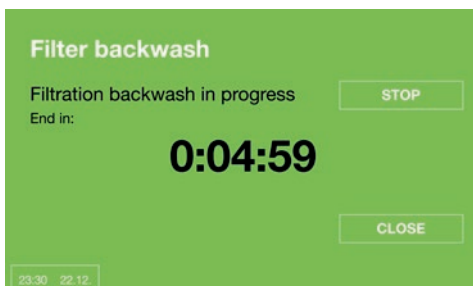 Filter backwash
Filtration backwash in progress
STOP
End in:
0:04:59
CLOSE
23:30 22.12.